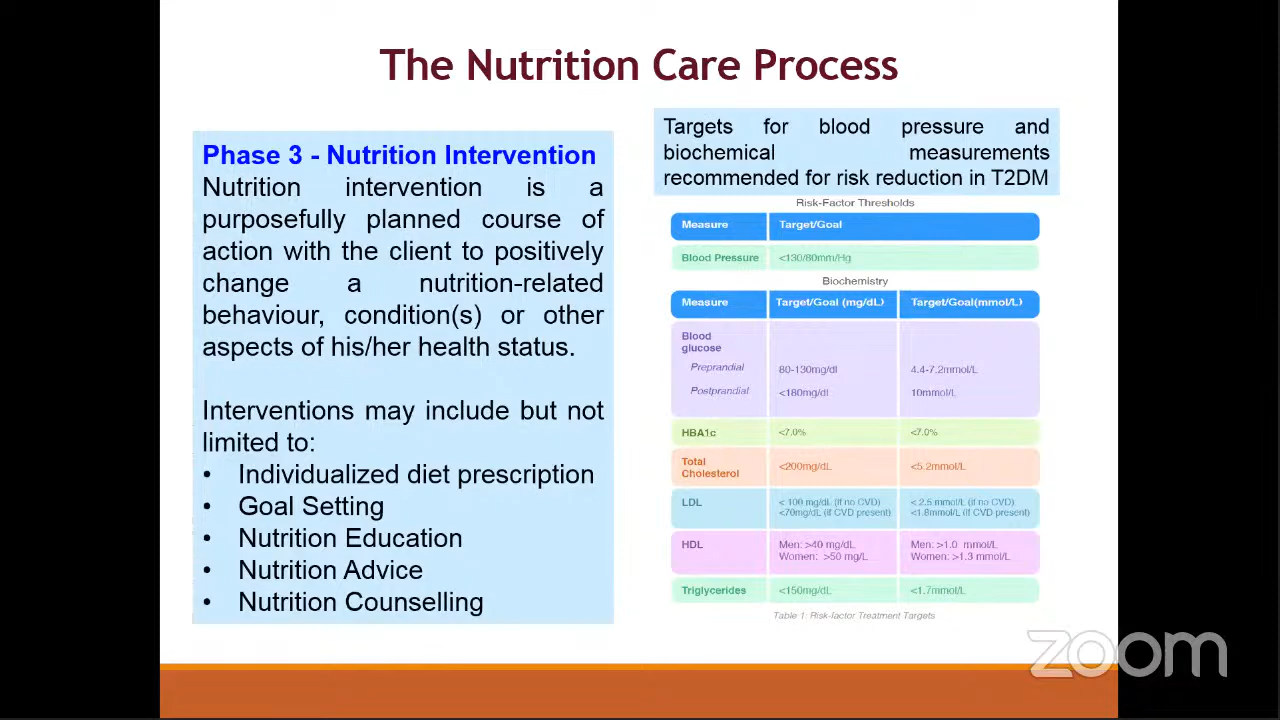 The Nutrition Care Process
Phase 3 - Nutrition Intervention
Nutrition intervention is a
purposefully planned course of
action with the client to positively
change a nutrition-related
behaviour, condition(s) or other
aspects of his/her health status.
Interventions may include but not
limited to:
• Individualized diet prescription
• Goal Setting
• Nutrition Education
• Nutrition Advice
• Nutrition Counselling
Targets for blood pressure and
biochemical measurements
recommended for risk reduction in T2DM
Risk-Factor Thresholds
Measure Target/Goal
Blood Pressure <130/80mm/Hg
Biochemistry
Measure Target/Goal (mg/dL) Target/Goal(mmol/L)
Blood
glucose
Preprandial 80-130mg/dl 4.4-7.2mmol/L
Postprandial <180mg/dl 10mmol/L
HBA1c <7.0% <7.0%
Total
Cholesterol <200mg/dL <5.2mmol/L
LDL < 100 mg/dL (if no CVD) < 2.5 mmol/L (if no CVD)
<70mg/dL (if CVD present) <1.8mmol/L (if CVD present)
HDL Men: >40 mg/dL Men: >1.0 mmol/L
Women: >50 mg/L Women: >1.3 mmol/L
Triglycerides <150mg/dL <1.7mmol/L
Table 1: Risk-factor Treatment Targets
zoom